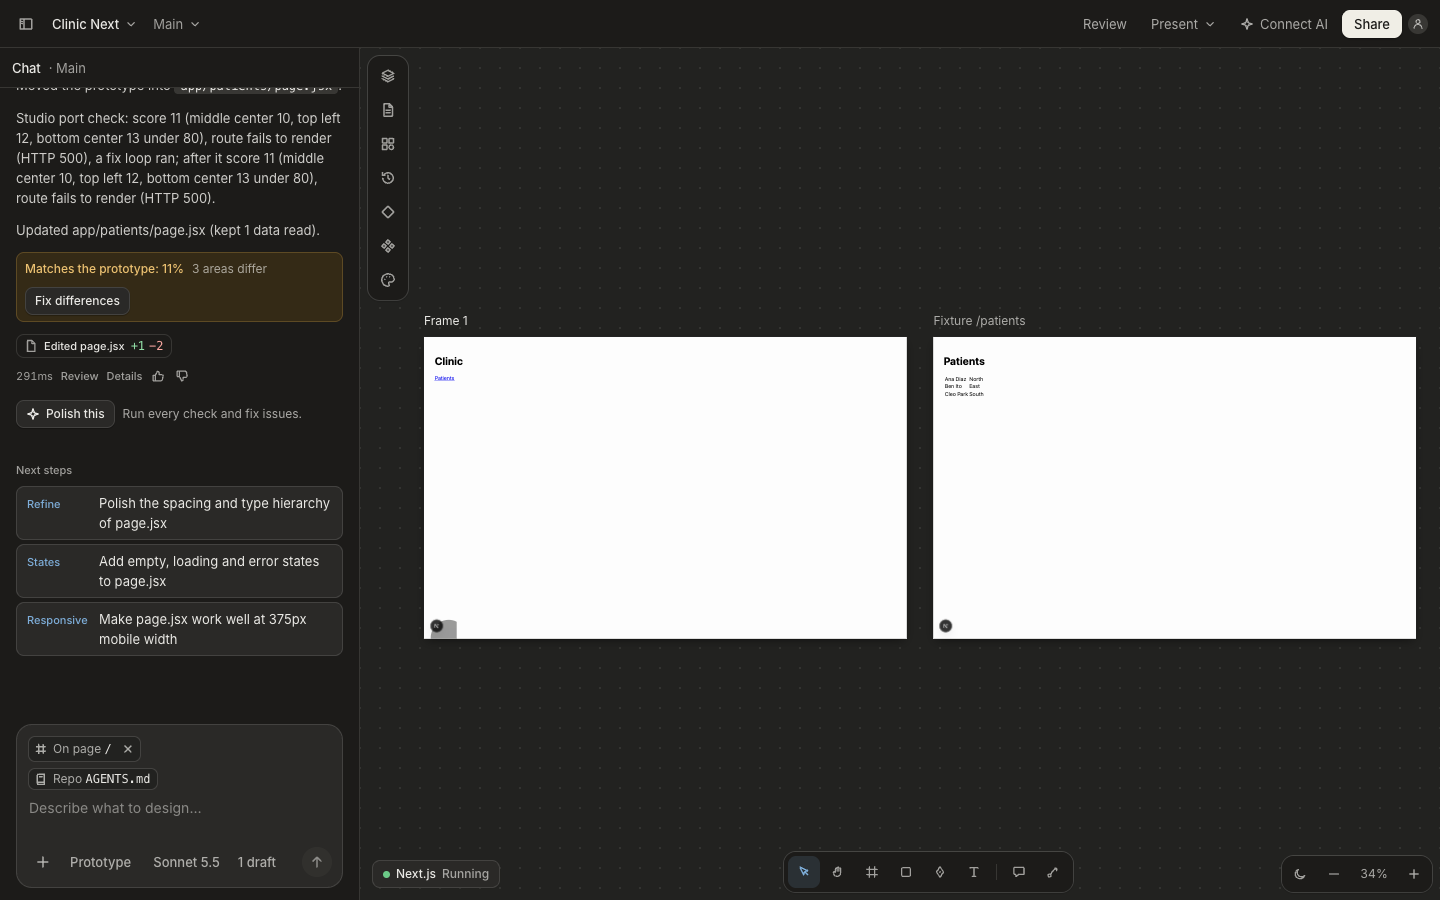 Clinic Next
Main
Review
Present
Connect AI
Share
Chat · Main
Moved the prototype into app/patients/page.jsx.
Studio port check: score 11 (middle center 10, top left
12, bottom center 13 under 80), route fails to render
(HTTP 500), a fix loop ran; after it score 11 (middle
center 10, top left 12, bottom center 13 under 80),
route fails to render (HTTP 500).
Updated app/patients/page.jsx (kept 1 data read).
Matches the prototype: 11% 3 areas differ
Fix differences
Edited page.jsx +1 −2
291ms Review Details
Polish this Run every check and fix issues.
Next steps
Refine Polish the spacing and type hierarchy
of page.jsx
States Add empty, loading and error states
to page.jsx
Responsive Make page.jsx work well at 375px
mobile width
On page /
Repo AGENTS.md
Describe what to design...
Prototype Sonnet 5.5 1 draft
Frame 1
Clinic
Patients
N
Fixture /patients
Patients
Ana Diaz North
Ben Ito East
Cleo Park South
N
Next.js Running
34%